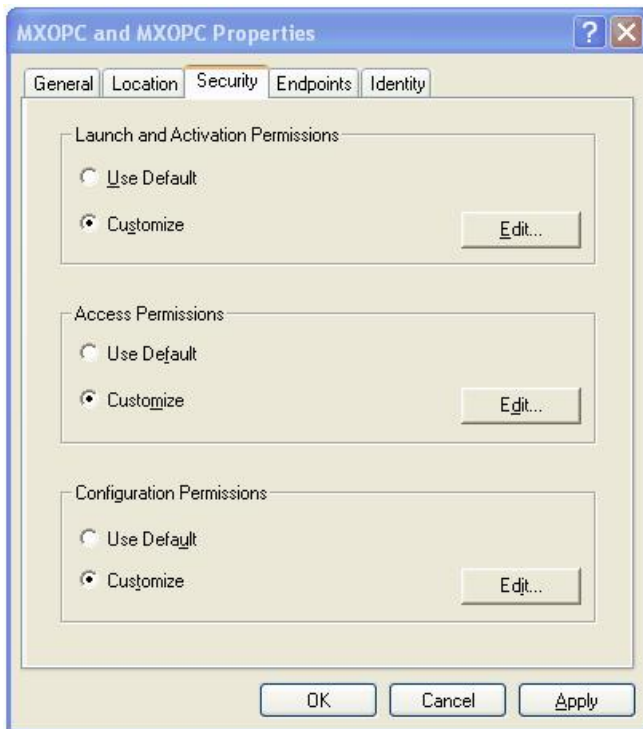 MXOPC and MXOPC Properties
General Location Security Endpoints Identity
Launch and Activation Permissions
Use Default
Customize Edit...
Access Permissions
Use Default
Customize Edit...
Configuration Permissions
Use Default
Customize Edit...
OK Cancel Apply